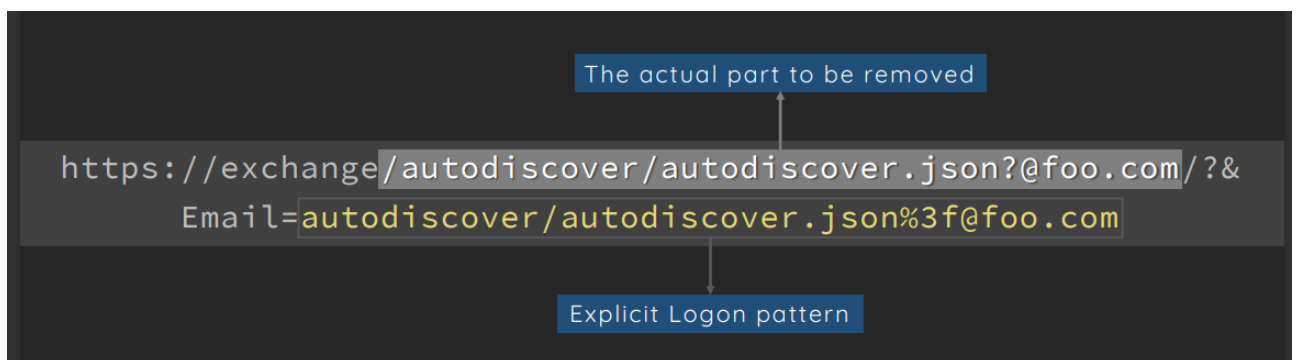 The actual part to be removed
https://exchange/autodiscover/autodiscover.json?@foo.com/?&
Email=autodiscover/autodiscover.json%3f@foo.com
Explicit Logon pattern